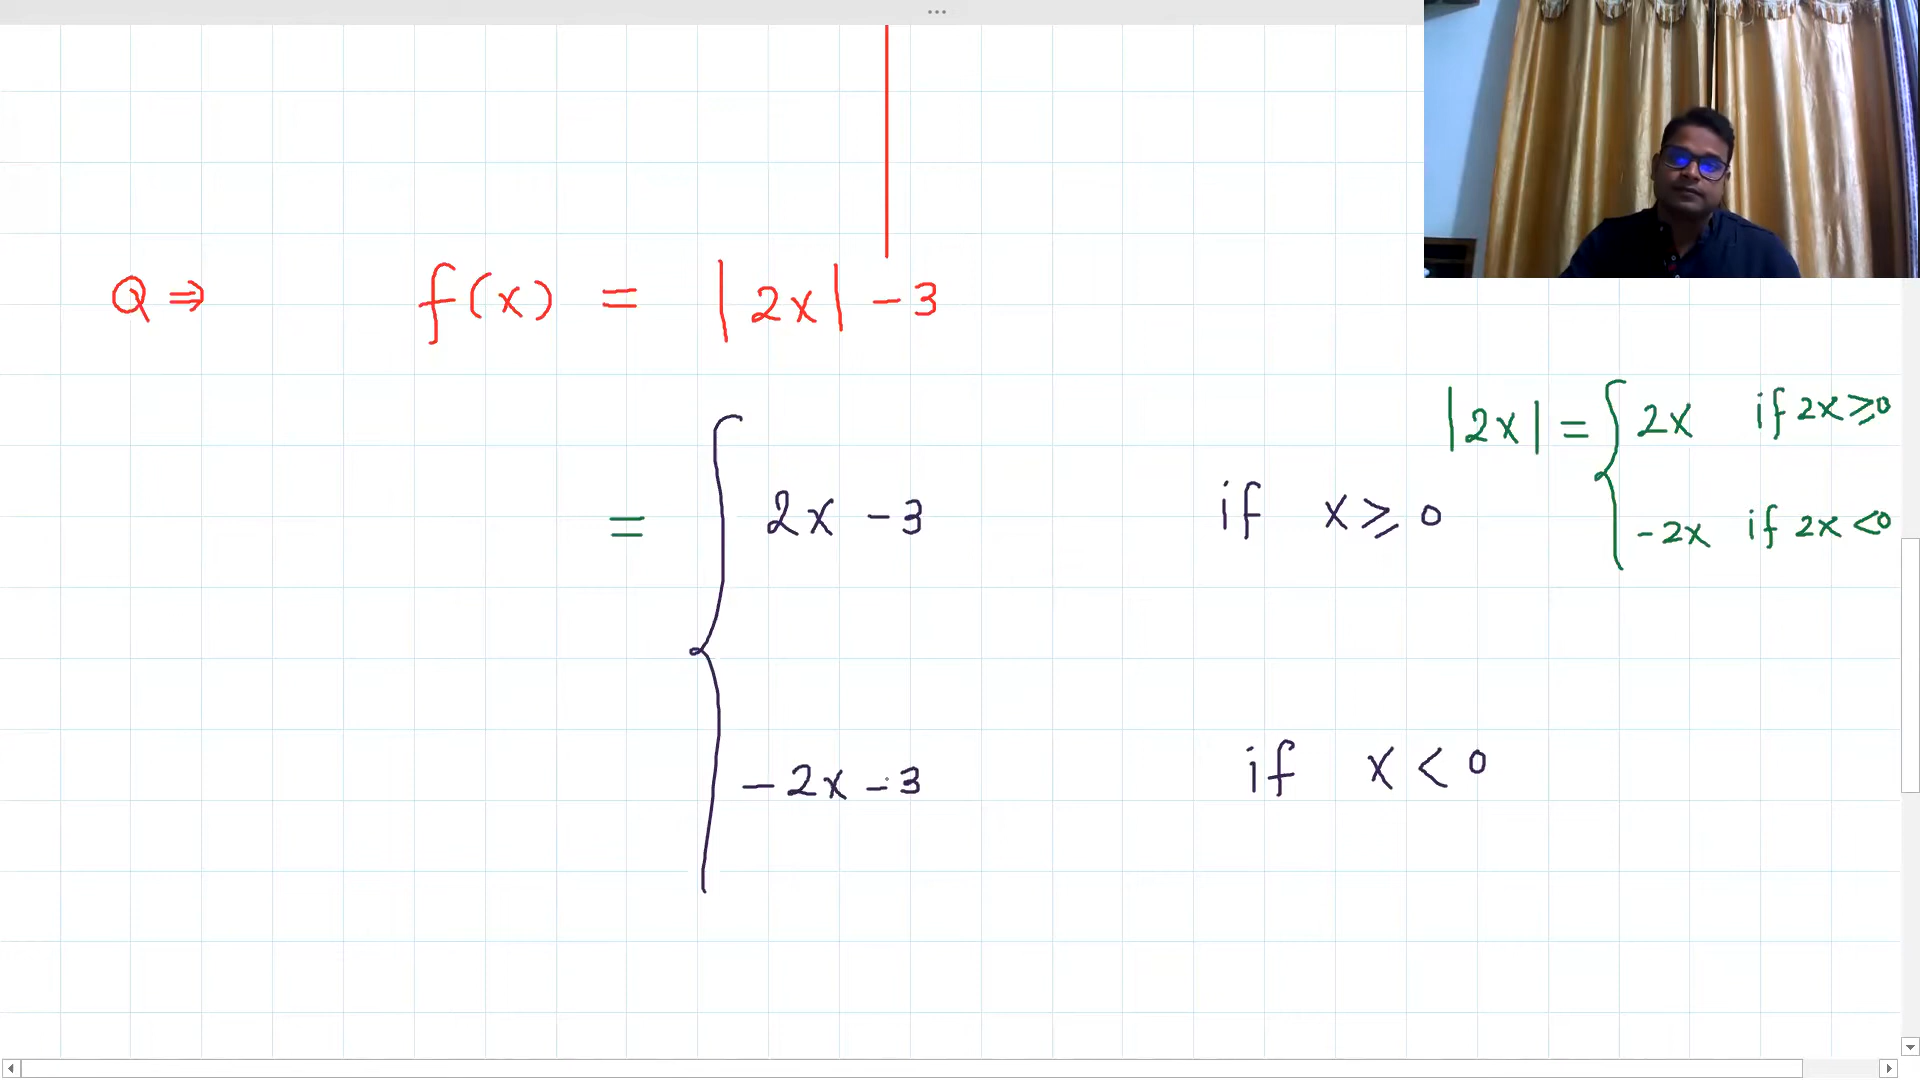 Q ⇒ f(x) = |2x| - 3
|2x| = { 2x if 2x ⩾ 0
= { 2x - 3 if x ⩾ 0
- 2x if 2x < 0
- 2x - 3 if x < 0